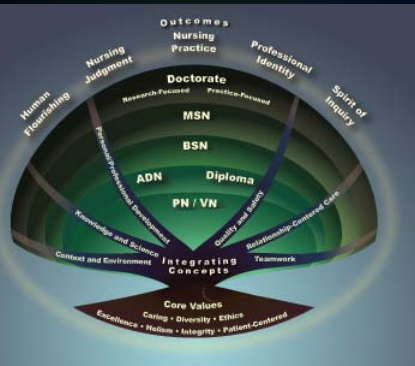 Outcomes
Nursing
Practice
Nursing
Judgment
Professional
Identity
Human
Flourishing
Spirit of
Inquiry
Doctorate
Research-Focused Practice-Focused
MSN
BSN
ADN Diploma
PN / VN
Personal/Professional Development
Quality and Safety
Knowledge and Science
Relationship-Centered Care
Context and Environment
Integrating
Concepts
Teamwork
Core Values
Caring • Diversity • Ethics
Excellence • Holism • Integrity • Patient-Centered